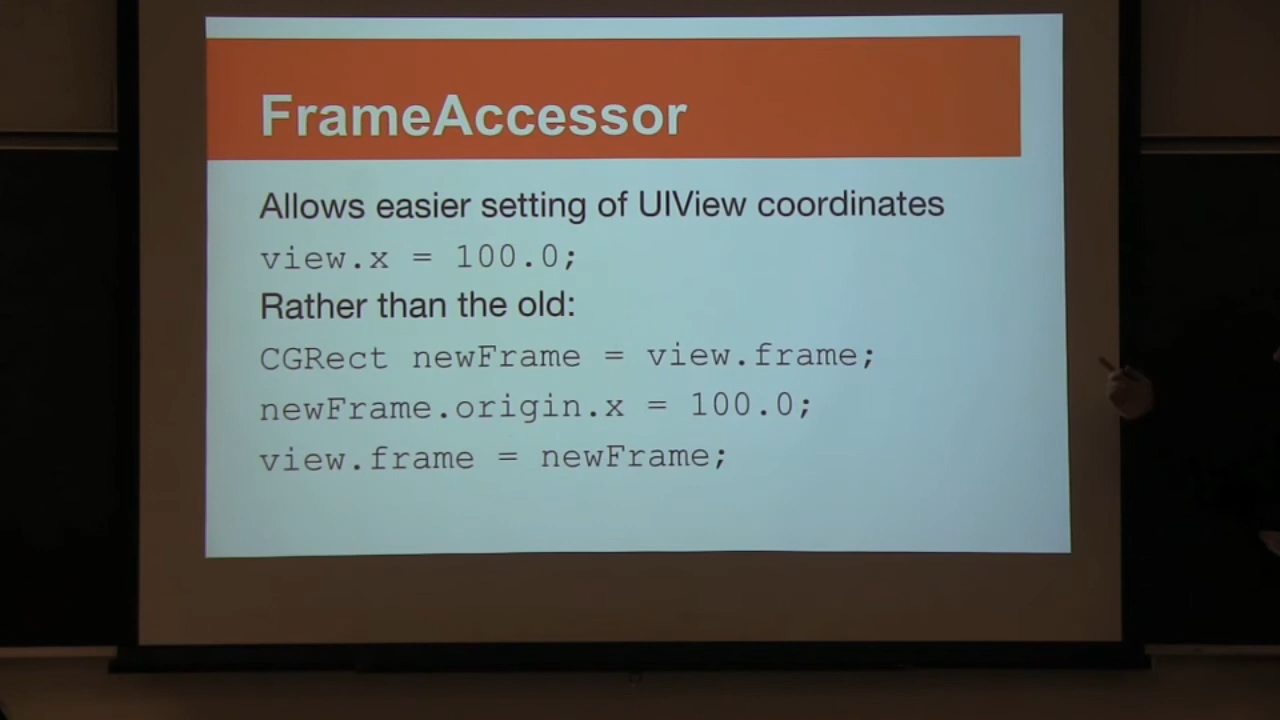 FrameAccessor
Allows easier setting of UIView coordinates
view.x = 100.0;
Rather than the old:
CGRect newFrame = view.frame;
newFrame.origin.x = 100.0;
view.frame = newFrame;